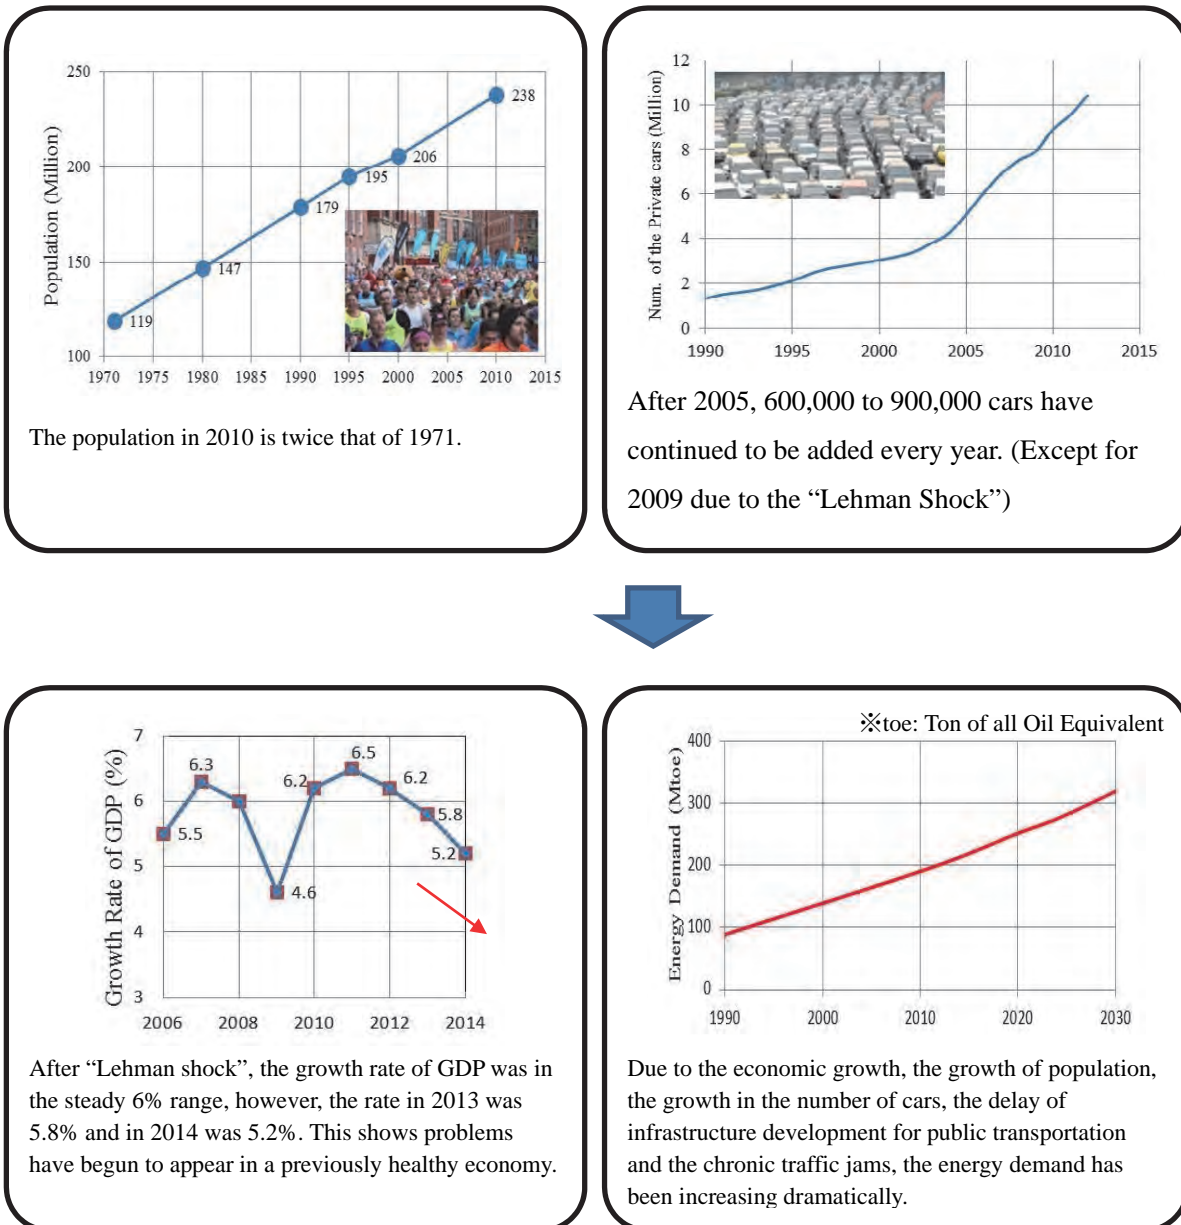 250
200
150
100
Population (Million)
238
206
195
179
147
119
1970 1975 1980 1985 1990 1995 2000 2005 2010 2015
The population in 2010 is twice that of 1971.
12
10
8
6
4
2
0
Num. of the Private cars (Million)
1990 1995 2000 2005 2010 2015
After 2005, 600,000 to 900,000 cars have
continued to be added every year. (Except for
2009 due to the “Lehman Shock”)
7
6
5
4
3
Growth Rate of GDP (%)
5.5
6.3
4.6
6.2
6.5
6.2
5.8
5.2
2006 2008 2010 2012 2014
After “Lehman shock”, the growth rate of GDP was in
the steady 6% range, however, the rate in 2013 was
5.8% and in 2014 was 5.2%. This shows problems
have begun to appear in a previously healthy economy.
※toe: Ton of all Oil Equivalent
400
300
200
100
0
Energy Demand (Mtoe)
1990 2000 2010 2020 2030
Due to the economic growth, the growth of population,
the growth in the number of cars, the delay of
infrastructure development for public transportation
and the chronic traffic jams, the energy demand has
been increasing dramatically.